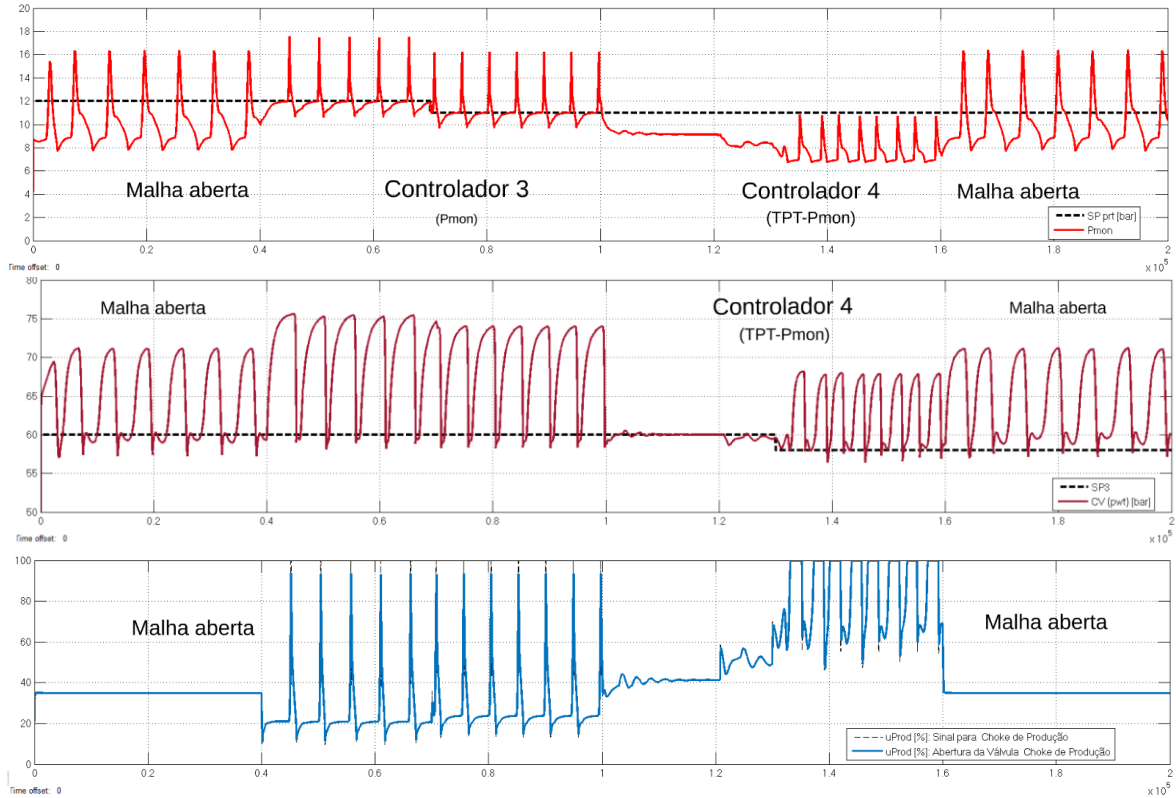 20
18
16
14
12
10
8
6
4
2
0
Malha aberta
Controlador 3
(Pmon)
Controlador 4
(TPT-Pmon)
Malha aberta
SP prt [bar]
Pmon
0 0.2 0.4 0.6 0.8 1 1.2 1.4 1.6 1.8 2
x 10^5
Time offset: 0
80
75
70
65
60
55
50
Malha aberta
Controlador 4
(TPT-Pmon)
Malha aberta
SP3
CV (pwf) [bar]
0 0.2 0.4 0.6 0.8 1 1.2 1.4 1.6 1.8 2
x 10^5
Time offset: 0
100
80
60
40
20
0
Malha aberta
Malha aberta
uProd [%]: Sinal para Choke de Produção
uProd [%]: Abertura da Válvula Choke de Produção
0 0.2 0.4 0.6 0.8 1 1.2 1.4 1.6 1.8 2
x 10^5
Time offset: 0